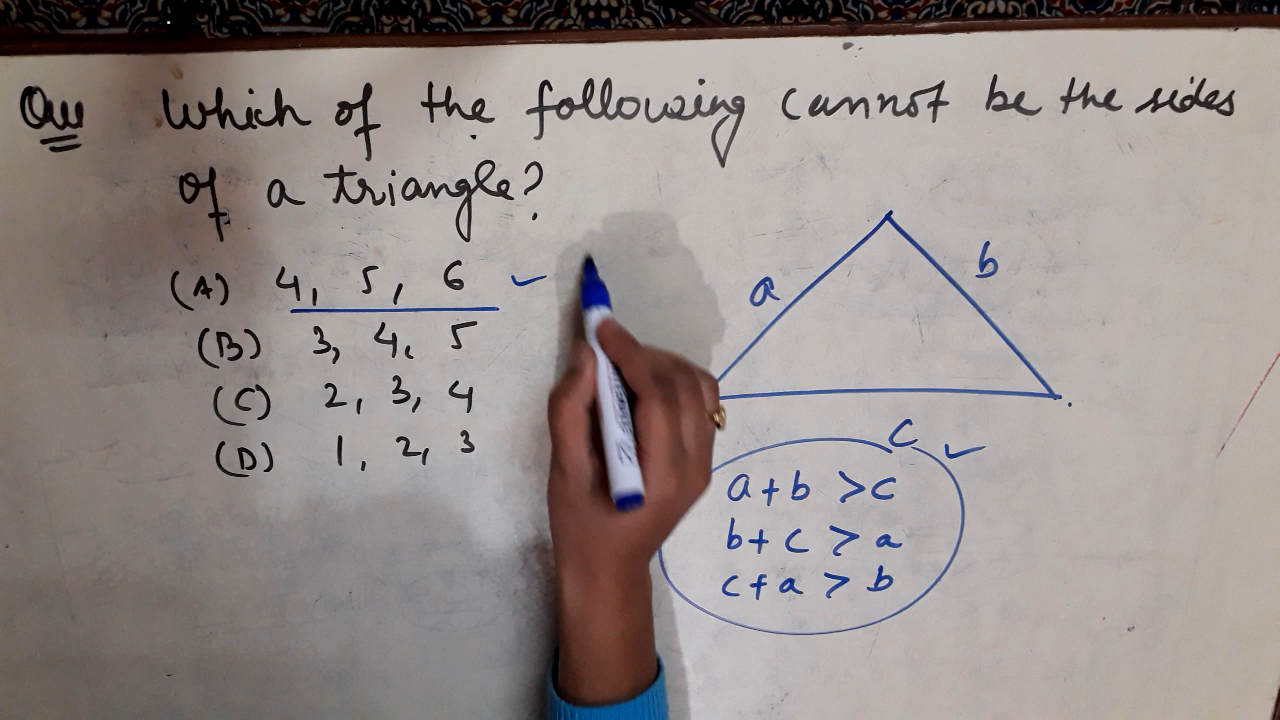 Qu Which of the following cannot be the sides
of a triangle?
(A) 4, 5, 6 ✓
(B) 3, 4, 5
(C) 2, 3, 4
(D) 1, 2, 3
a
b
c
a+b >c ✓
b+c > a
c+a > b